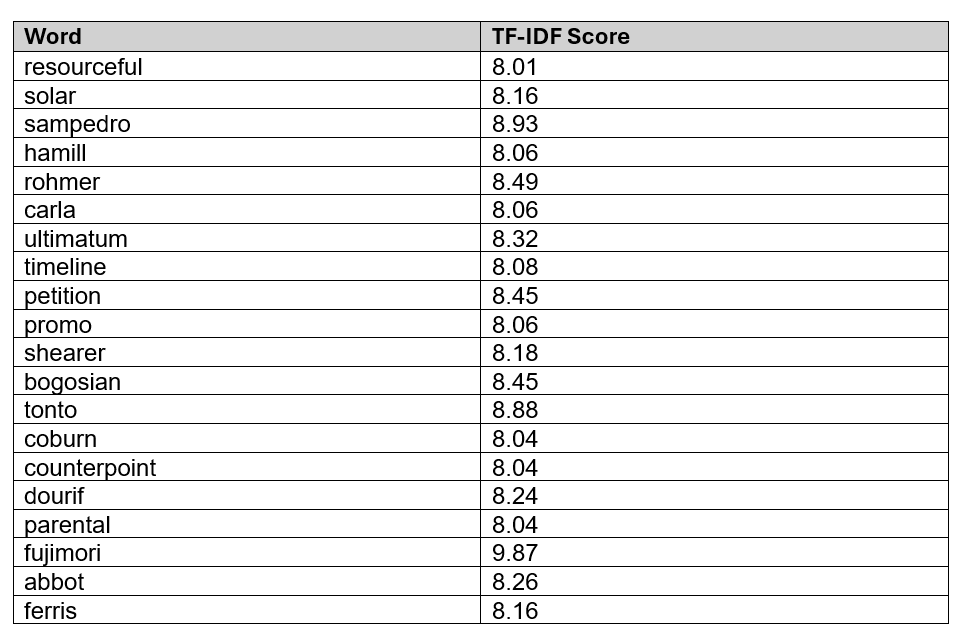 Word TF-IDF Score
resourceful 8.01
solar 8.16
sampedro 8.93
hamill 8.06
rohmer 8.49
carla 8.06
ultimatum 8.32
timeline 8.08
petition 8.45
promo 8.06
shearer 8.18
bogosian 8.45
tonto 8.88
coburn 8.04
counterpoint 8.04
dourif 8.24
parental 8.04
fujimori 9.87
abbot 8.26
ferris 8.16